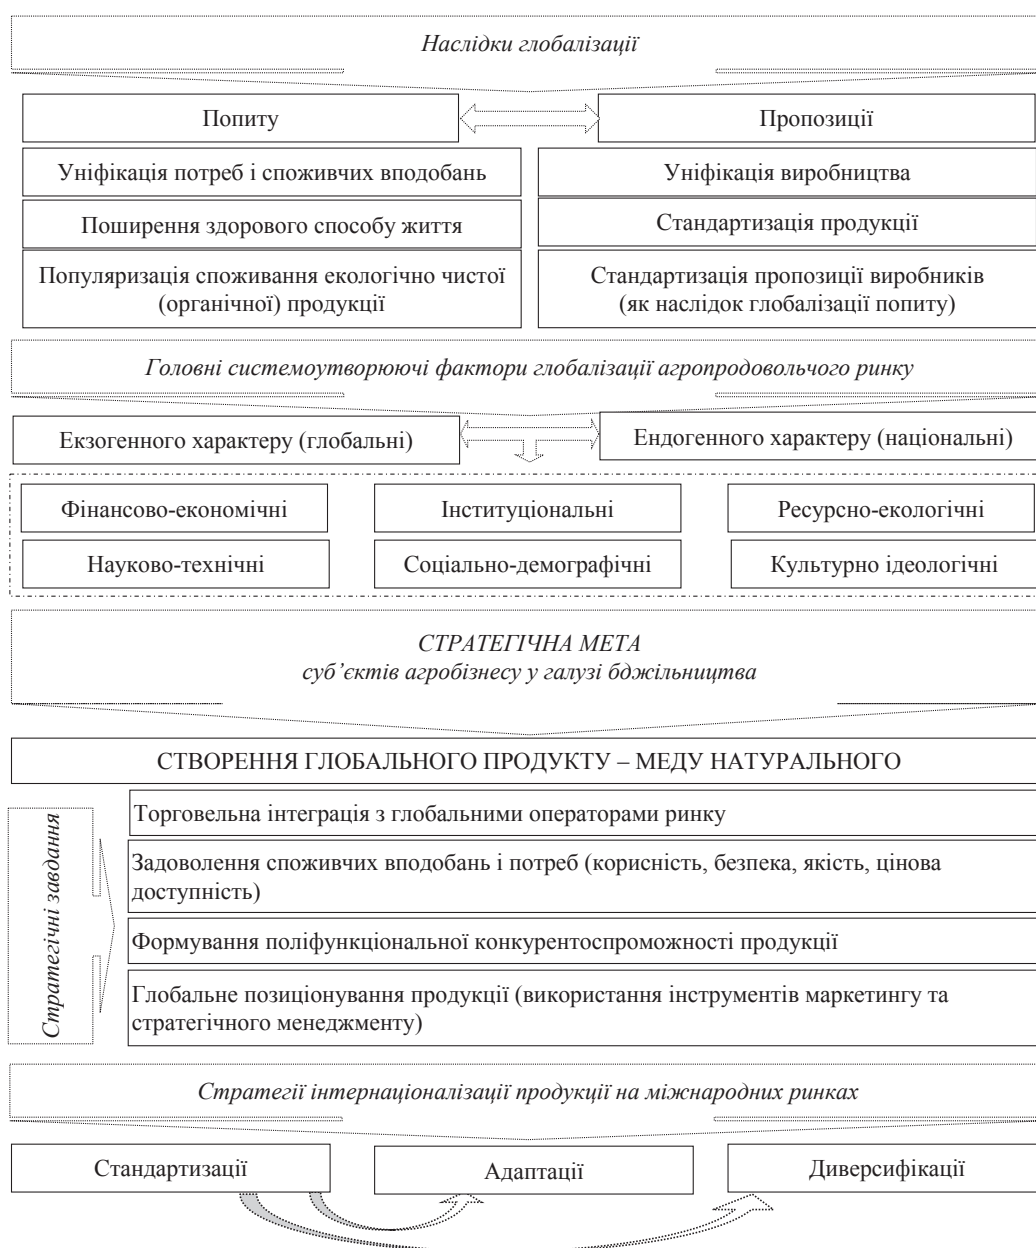 Наслідки глобалізації
Попиту
Пропозиції
Уніфікація потреб і споживчих вподобань
Уніфікація виробництва
Поширення здорового способу життя
Стандартизація продукції
Популяризація споживання екологічно чистої
(органічної) продукції
Стандартизація пропозиції виробників
(як наслідок глобалізації попиту)
Головні системоутворюючі фактори глобалізації агропродовольчого ринку
Екзогенного характеру (глобальні)
Ендогенного характеру (національні)
Фінансово-економічні
Інституціональні
Ресурсно-екологічні
Науково-технічні
Соціально-демографічні
Культурно ідеологічні
СТРАТЕГІЧНА МЕТА
суб’єктів агробізнесу у галузі бджільництва
СТВОРЕННЯ ГЛОБАЛЬНОГО ПРОДУКТУ – МЕДУ НАТУРАЛЬНОГО
Стратегічні завдання
Торговельна інтеграція з глобальними операторами ринку
Задоволення споживчих вподобань і потреб (корисність, безпека, якість, цінова
доступність)
Формування поліфункціональної конкурентоспроможності продукції
Глобальне позиціонування продукції (використання інструментів маркетингу та
стратегічного менеджменту)
Стратегії інтернаціоналізації продукції на міжнародних ринках
Стандартизації
Адаптації
Диверсифікації